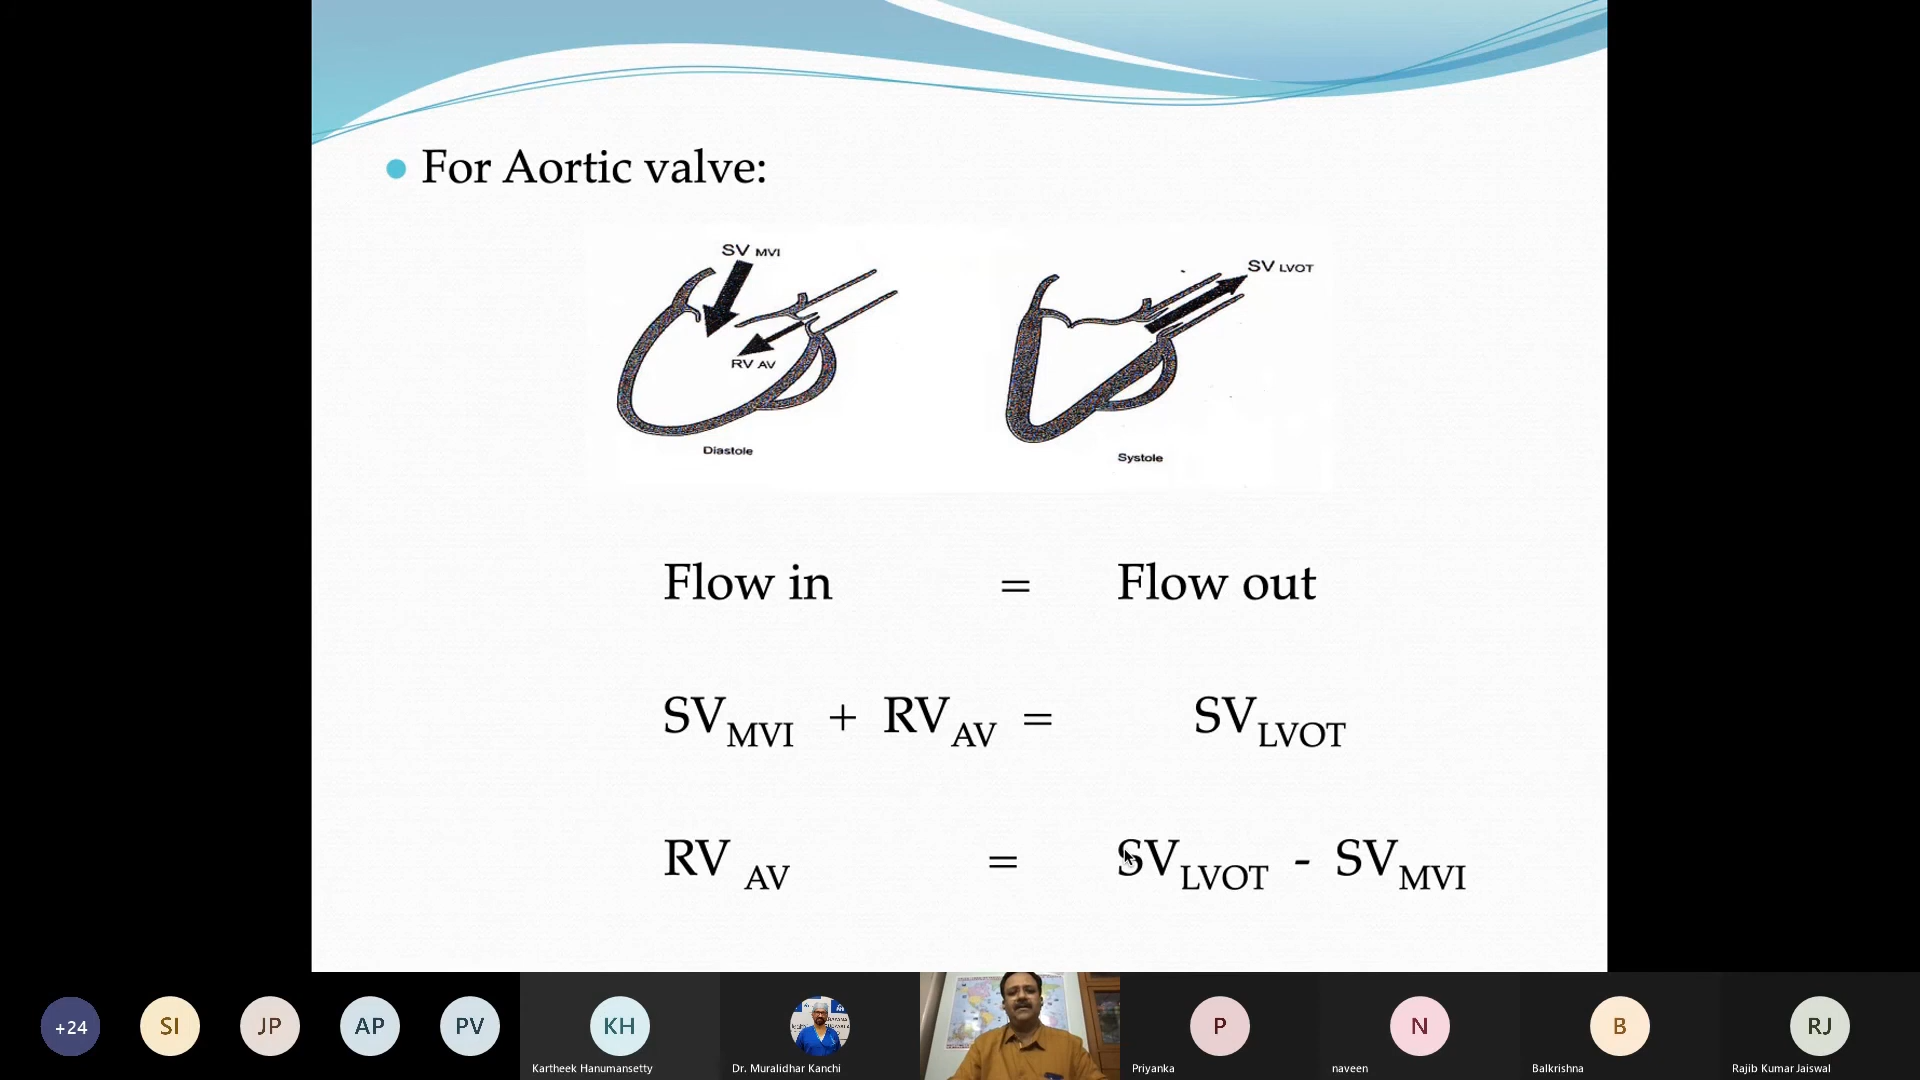 For Aortic valve:
SV MVI
SV LVOT
RV AV
Diastole
Systole
Flow in = Flow out
SV MVI + RV AV = SV LVOT
RV AV = SV LVOT - SV MVI
+24
SI
JP
AP
PV
KH
P
N
B
RJ
Kartheek Hanumansetty
Dr. Muralidhar Kanchi
Priyanka
naveen
Balkrishna
Rajib Kumar Jaiswal